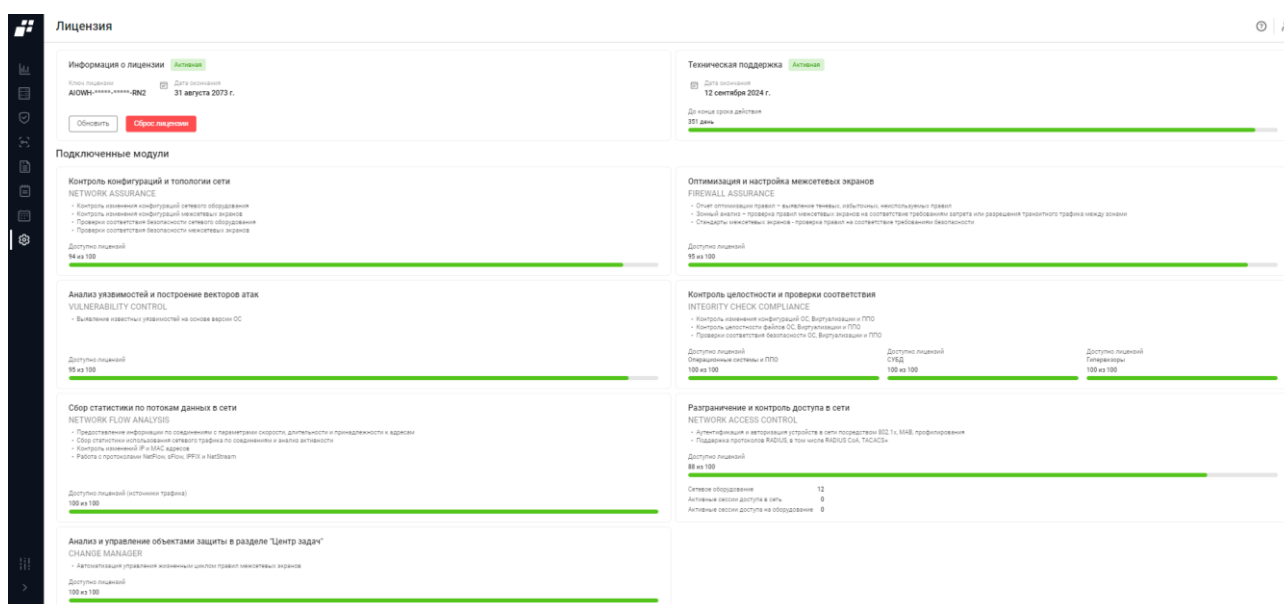 Лицензия
Информация о лицензии Активная
Ключ лицензии
AIOWH-*****-*****-RN2
Дата окончания
31 августа 2073 г.
Обновить
Сброс лицензии
Техническая поддержка Активная
Дата окончания
12 сентября 2024 г.
До конца срока действия
351 день
Подключенные модули
Контроль конфигураций и топологии сети
NETWORK ASSURANCE
- Контроль изменения конфигураций сетевого оборудования
- Контроль изменения конфигураций межсетевых экранов
- Проверки соответствия безопасности сетевого оборудования
- Проверки соответствия безопасности межсетевых экранов
Доступно лицензий
94 из 100
Оптимизация и настройка межсетевых экранов
FIREWALL ASSURANCE
- Отчет оптимизации правил – выявление теневых, избыточных, неиспользуемых правил
- Зонный анализ – проверка правил межсетевых экранов на соответствие требованиям запрета или разрешения транзитного трафика между зонами
- Стандарты межсетевых экранов - проверка правил на соответствие требованиям безопасности
Доступно лицензий
95 из 100
Анализ уязвимостей и построение векторов атак
VULNERABILITY CONTROL
- Выявление известных уязвимостей на основе версии ОС
Доступно лицензий
95 из 100
Контроль целостности и проверки соответствия
INTEGRITY CHECK COMPLIANCE
- Контроль изменения конфигураций ОС, Виртуализации и ППО
- Контроль целостности файлов ОС, Виртуализации и ППО
- Проверки соответствия безопасности ОС, Виртуализации и ППО
Доступно лицензий
Операционные системы и ППО
100 из 100
Доступно лицензий
СУБД
100 из 100
Доступно лицензий
Гипервизоры
100 из 100
Сбор статистики по потокам данных в сети
NETWORK FLOW ANALYSIS
- Предоставление информации по соединениям с параметрами скорости, длительности и принадлежности к адресам
- Сбор статистики использования сетевого трафика по соединениям и анализ активности
- Контроль изменений IP и MAC адресов
- Работа с протоколами NetFlow, sFlow, IPFIX и NetStream
Доступно лицензий (источники трафика)
100 из 100
Разграничение и контроль доступа в сети
NETWORK ACCESS CONTROL
- Аутентификация и авторизация устройств в сети посредством 802.1x, MAB, профилирования
- Поддержка протоколов RADIUS, в том числе RADIUS CoA, TACACS+
Доступно лицензий
88 из 100
Сетевое оборудование 12
Активные сессии доступа в сеть 0
Активные сессии доступа на оборудование 0
Анализ и управление объектами защиты в разделе "Центр задач"
CHANGE MANAGER
- Автоматизация управления жизненным циклом правил межсетевых экранов
Доступно лицензий
100 из 100